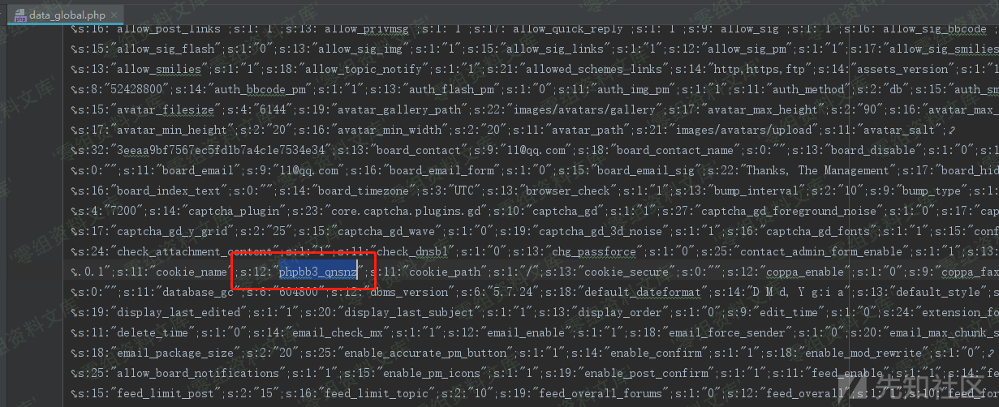 data_global.php
s:16:"allow_post_links";s:1:"1";s:13:"allow_privmsg";s:1:"1";s:17:"allow_quick_reply";s:1:"1";s:9:"allow_sig";s:1:"1";s:16:"allow_sig_bbcode
s:15:"allow_sig_flash";s:1:"0";s:13:"allow_sig_img";s:1:"1";s:15:"allow_sig_links";s:1:"1";s:12:"allow_sig_pm";s:1:"1";s:17:"allow_sig_smilies
s:13:"allow_smilies";s:1:"1";s:18:"allow_topic_notify";s:1:"1";s:21:"allowed_schemes_links";s:14:"http,https,ftp";s:14:"assets_version";s:1:"1
s:8:"52428800";s:14:"auth_bbcode_pm";s:1:"1";s:13:"auth_flash_pm";s:1:"0";s:11:"auth_img_pm";s:1:"1";s:11:"auth_method";s:2:"db";s:15:"auth_sm
s:15:"avatar_filesize";s:4:"6144";s:19:"avatar_gallery_path";s:22:"images/avatars/gallery";s:17:"avatar_max_height";s:2:"90";s:16:"avatar_max_
s:17:"avatar_min_height";s:2:"20";s:16:"avatar_min_width";s:2:"20";s:11:"avatar_path";s:21:"images/avatars/upload";s:11:"avatar_salt";
s:32:"3eeaa9bf7567ec5fd1b7a4c1e7534e34";s:13:"board_contact";s:9:"11@qq.com";s:18:"board_contact_name";s:0:"";s:13:"board_disable";s:1:"0";s:1
s:0:"";s:11:"board_email";s:9:"11@qq.com";s:16:"board_email_form";s:1:"0";s:15:"board_email_sig";s:22:"Thanks, The Management";s:17:"board_hid
s:16:"board_index_text";s:0:"";s:14:"board_timezone";s:3:"UTC";s:13:"browser_check";s:1:"1";s:13:"bump_interval";s:2:"10";s:9:"bump_type";s:1:
s:4:"7200";s:14:"captcha_plugin";s:23:"core.captcha.plugins.gd";s:10:"captcha_gd";s:1:"1";s:27:"captcha_gd_foreground_noise";s:1:"0";s:17:"capt
s:17:"captcha_gd_y_grid";s:2:"25";s:15:"captcha_gd_wave";s:1:"0";s:18:"captcha_gd_3d_noise";s:1:"1";s:16:"captcha_gd_fonts";s:1:"1";s:15:"con
s:24:"check_attachment_content";s:1:"1";s:11:"check_dnsbl";s:1:"0";s:13:"chg_passforce";s:1:"0";s:25:"contact_admin_form_enable";s:1:"1";s:1
.0.1";s:11:"cookie_name";s:12:"phpbb3_qnsnz";s:11:"cookie_path";s:1:"/";s:13:"cookie_secure";s:1:"0";s:12:"coppa_enable";s:1:"0";s:9:"coppa_fax
s:0:"";s:11:"database_gc";s:6:"604800";s:12:"dbms_version";s:6:"5.7.24";s:18:"default_dateformat";s:14:"D M d, Y g:i a";s:13:"default_style";s
s:19:"display_last_edited";s:1:"1";s:20:"display_last_subject";s:1:"1";s:13:"display_order";s:1:"0";s:9:"edit_time";s:1:"0";s:24:"extension_fo
s:11:"delete_time";s:1:"0";s:14:"email_check_mx";s:1:"1";s:12:"email_enable";s:1:"1";s:18:"email_force_sender";s:1:"0";s:20:"email_max_chunk_s
s:18:"email_package_size";s:2:"20";s:25:"enable_accurate_pm_button";s:1:"1";s:14:"enable_confirm";s:1:"1";s:18:"enable_mod_rewrite";s:1:"0";
s:25:"allow_board_notifications";s:1:"1";s:15:"enable_pm_icons";s:1:"1";s:19:"enable_post_confirm";s:1:"1";s:11:"feed_enable";s:1:"1";s:14:"fe
s:15:"feed_limit_post";s:2:"15";s:16:"feed_limit_topic";s:2:"10";s:19:"feed_overall_forums";s:1:"0";s:12:"feed_overall";s:1:
零组资料文库
先知社区